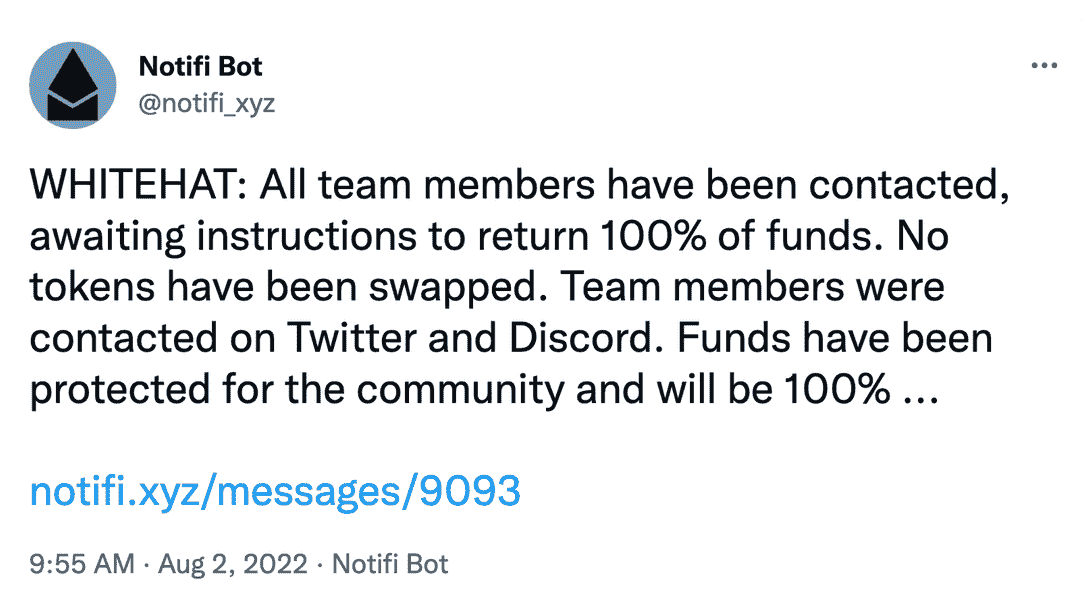 Notifi Bot
@notifi_xyz
WHITEHAT: All team members have been contacted,
awaiting instructions to return 100% of funds. No
tokens have been swapped. Team members were
contacted on Twitter and Discord. Funds have been
protected for the community and will be 100% ...
notifi.xyz/messages/9093
9:55 AM · Aug 2, 2022 · Notifi Bot